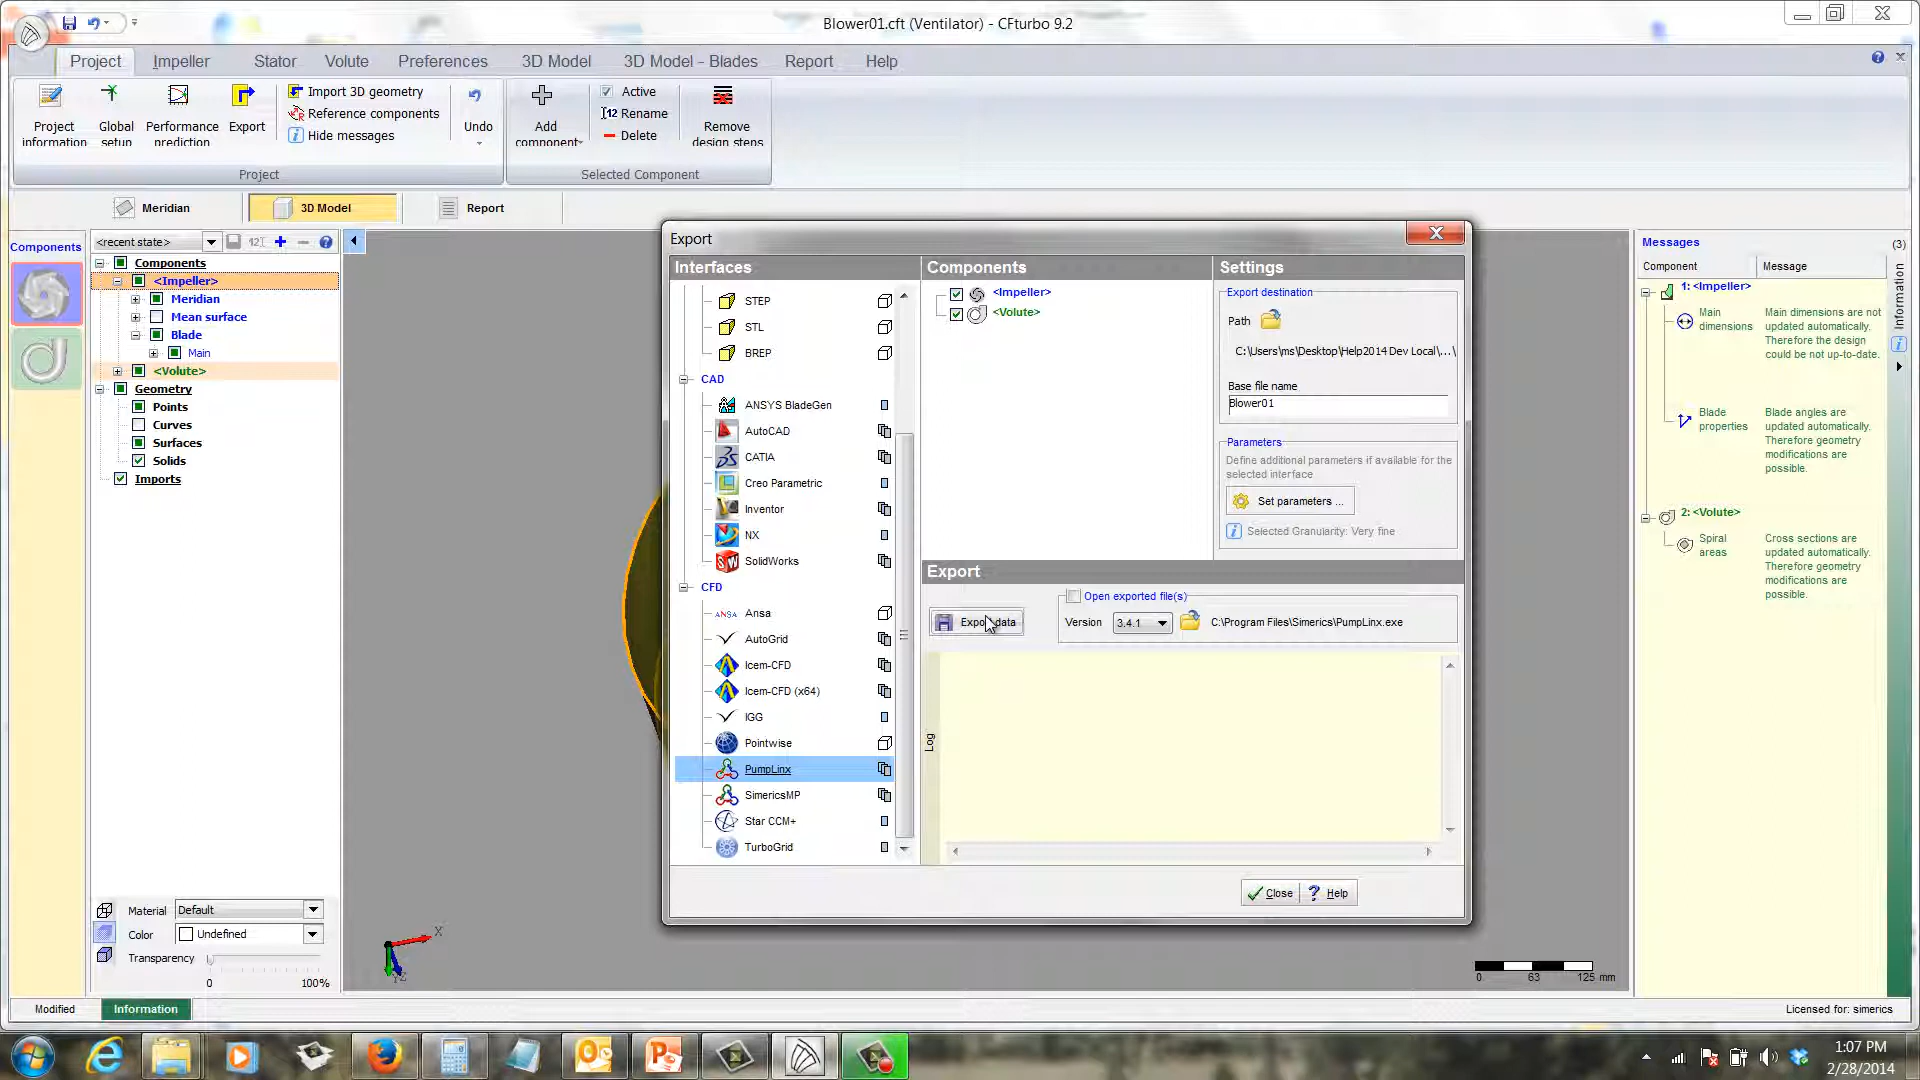 Blower01.cft (Ventilator) - CFturbo 9.2
Project
Impeller
Stator
Volute
Preferences
3D Model
3D Model - Blades
Report
Help
Project information
Global setup
Performance prediction
Export
Import 3D geometry
Reference components
Hide messages
Undo
Add component
Active
Rename
Delete
Remove design steps
Project
Selected Component
Meridian
3D Model
Report
Components
<recent state>
Components
<Impeller>
Meridian
Mean surface
Blade
Main
<Volute>
Geometry
Points
Curves
Surfaces
Solids
Imports
Material
Default
Color
Undefined
Transparency
0
100%
Modified
Information
Export
Interfaces
STEP
STL
BREP
CAD
ANSYS BladeGen
AutoCAD
CATIA
Creo Parametric
Inventor
NX
SolidWorks
CFD
ANSA
Ansa
AutoGrid
Icem-CFD
Icem-CFD (x64)
IGG
Pointwise
PumpLinx
SimericsMP
Star CCM+
TurboGrid
Components
<Impeller>
<Volute>
Settings
Export destination
Path
C:\Users\ms\Desktop\Help2014 Dev Local\...\
Base file name
Blower01
Parameters
Define additional parameters if available for the
selected interface
Set parameters ...
Selected Granularity: Very fine
Export
Export data
Open exported file(s)
Version
3.4.1
C:\Program Files\Simerics\PumpLinx.exe
Log
Close
Help
X
0
63
125 mm
Messages
(3)
Component
Message
1: <Impeller>
Main
dimensions
Main dimensions are not
updated automatically.
Therefore the design
could be not up-to-date.
Blade
properties
Blade angles are
updated automatically.
Therefore geometry
modifications are
possible.
2: <Volute>
Spiral
areas
Cross sections are
updated automatically.
Therefore geometry
modifications are
possible.
Information
Licensed for: simerics
1:07 PM
2/28/2014